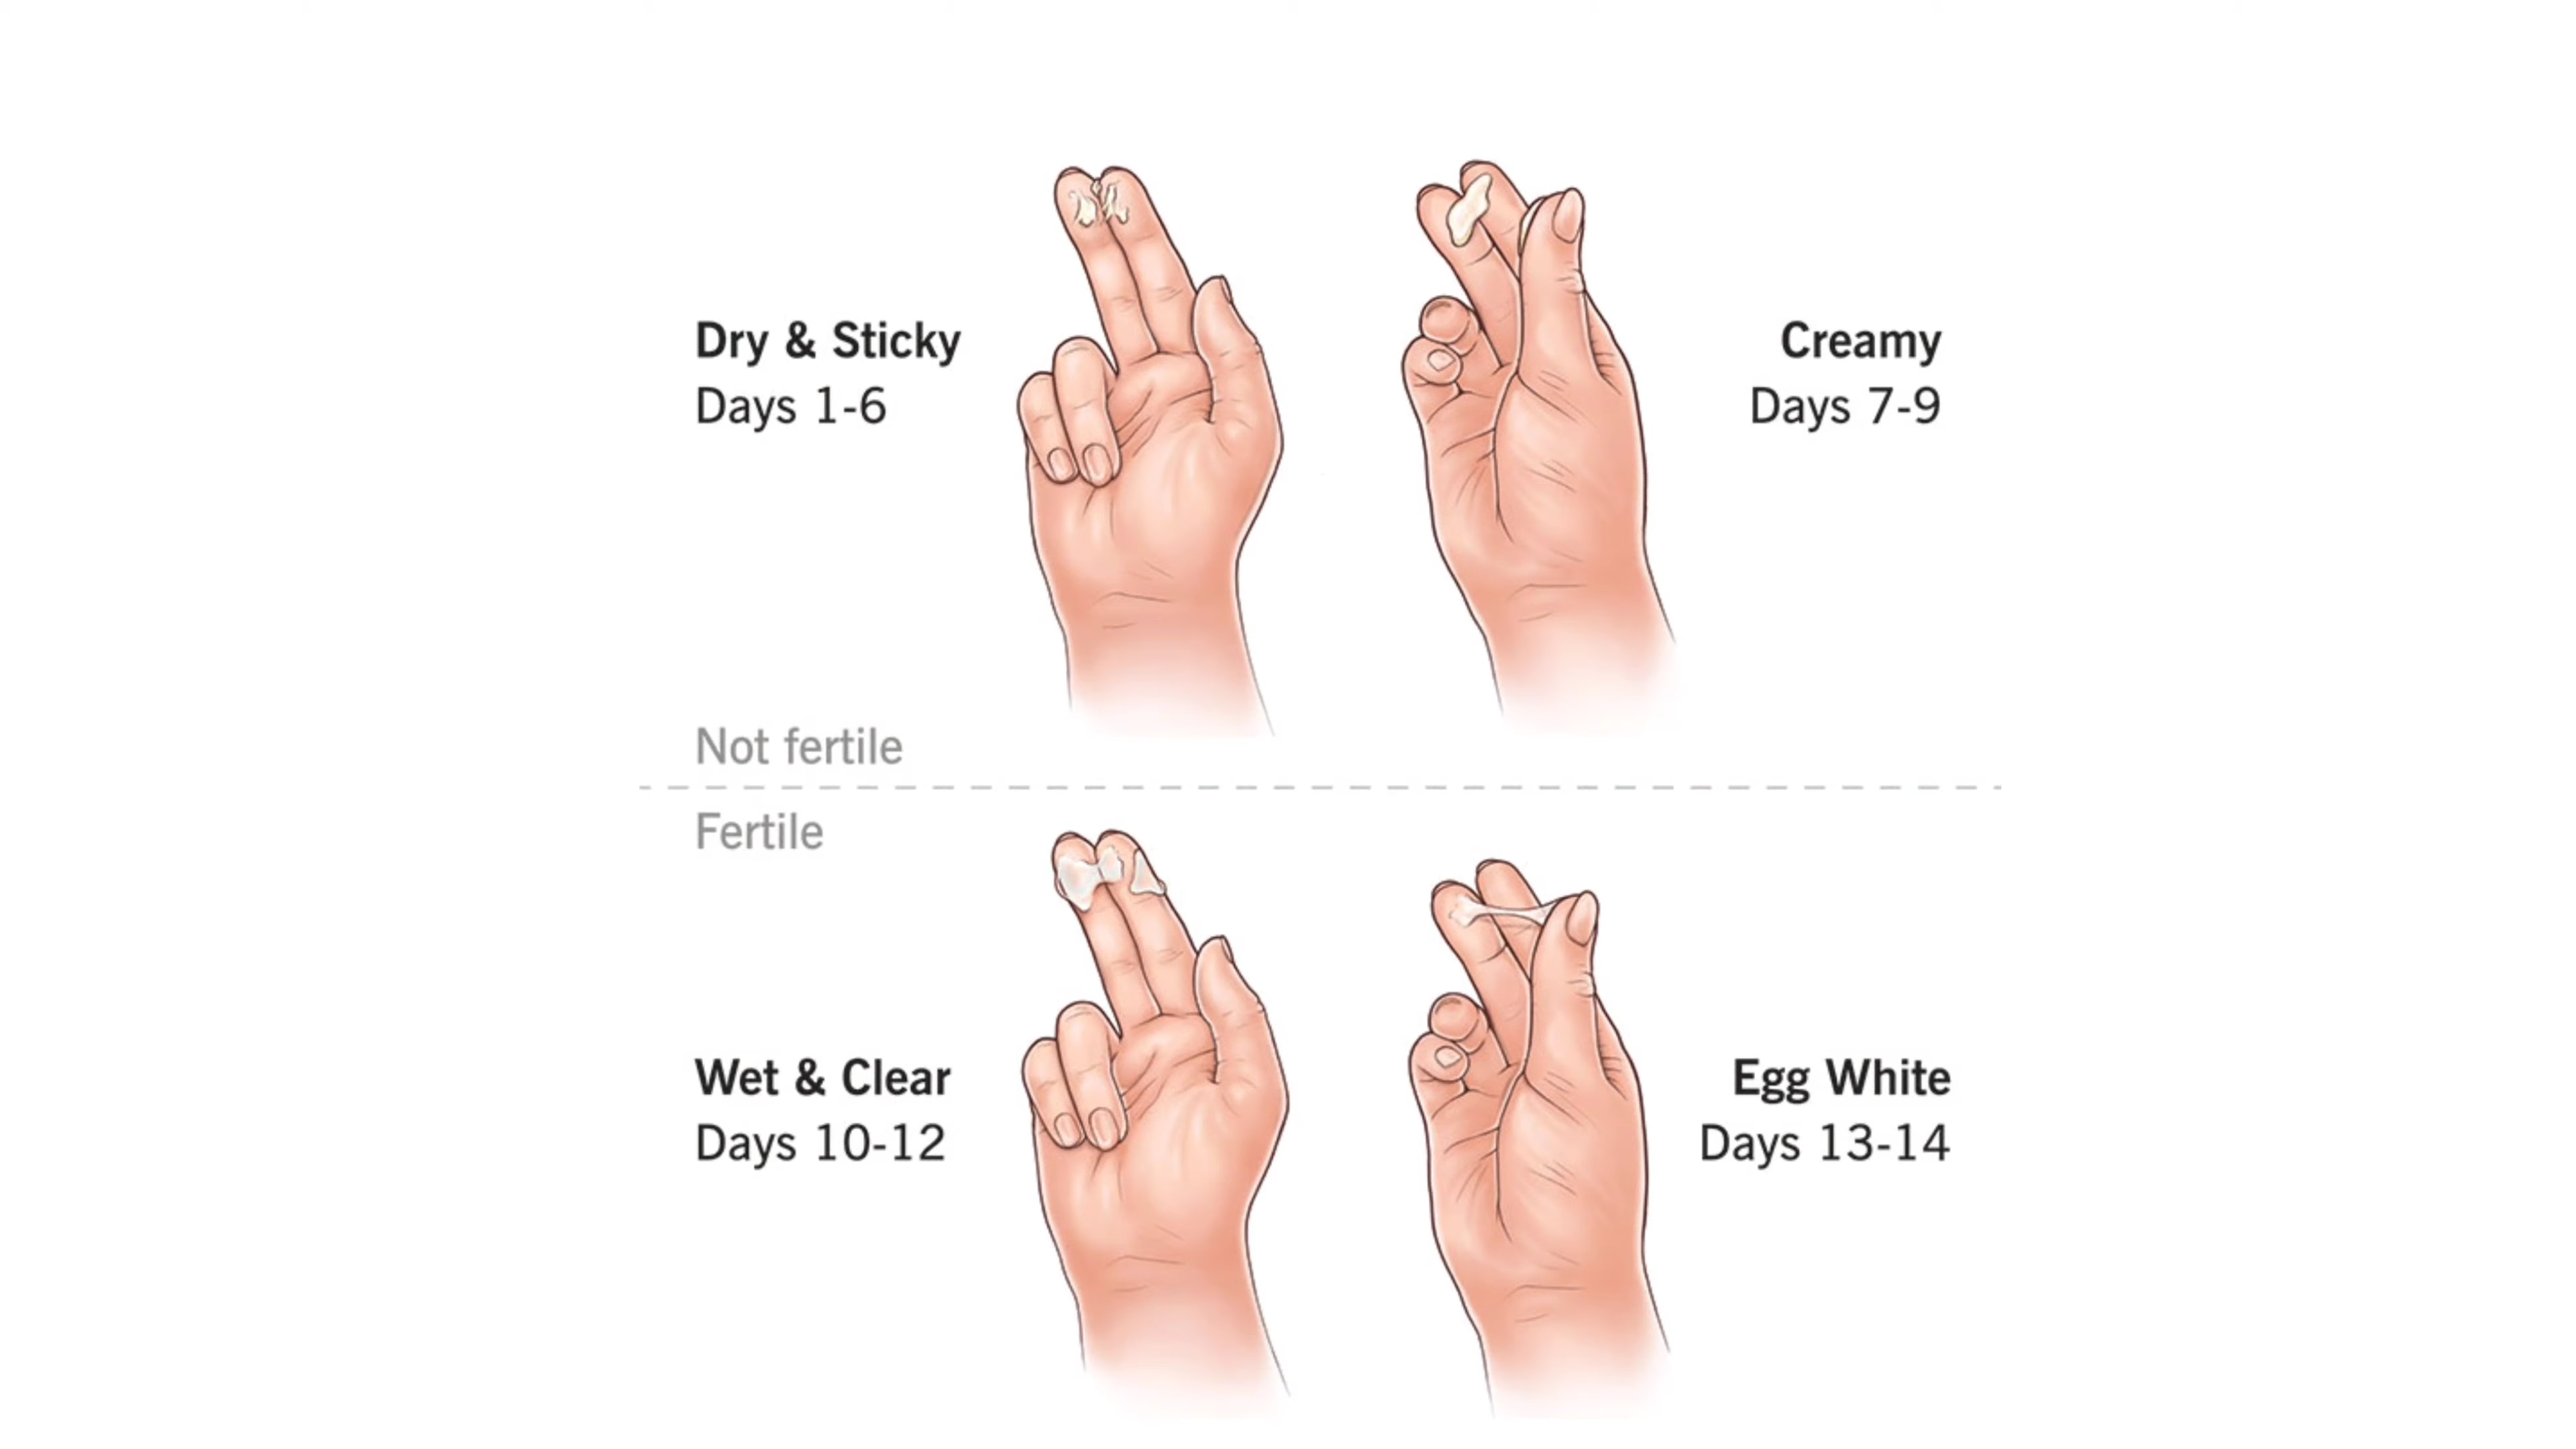 Dry & Sticky
Days 1-6
Creamy
Days 7-9
Not fertile
Fertile
Wet & Clear
Days 10-12
Egg White
Days 13-14